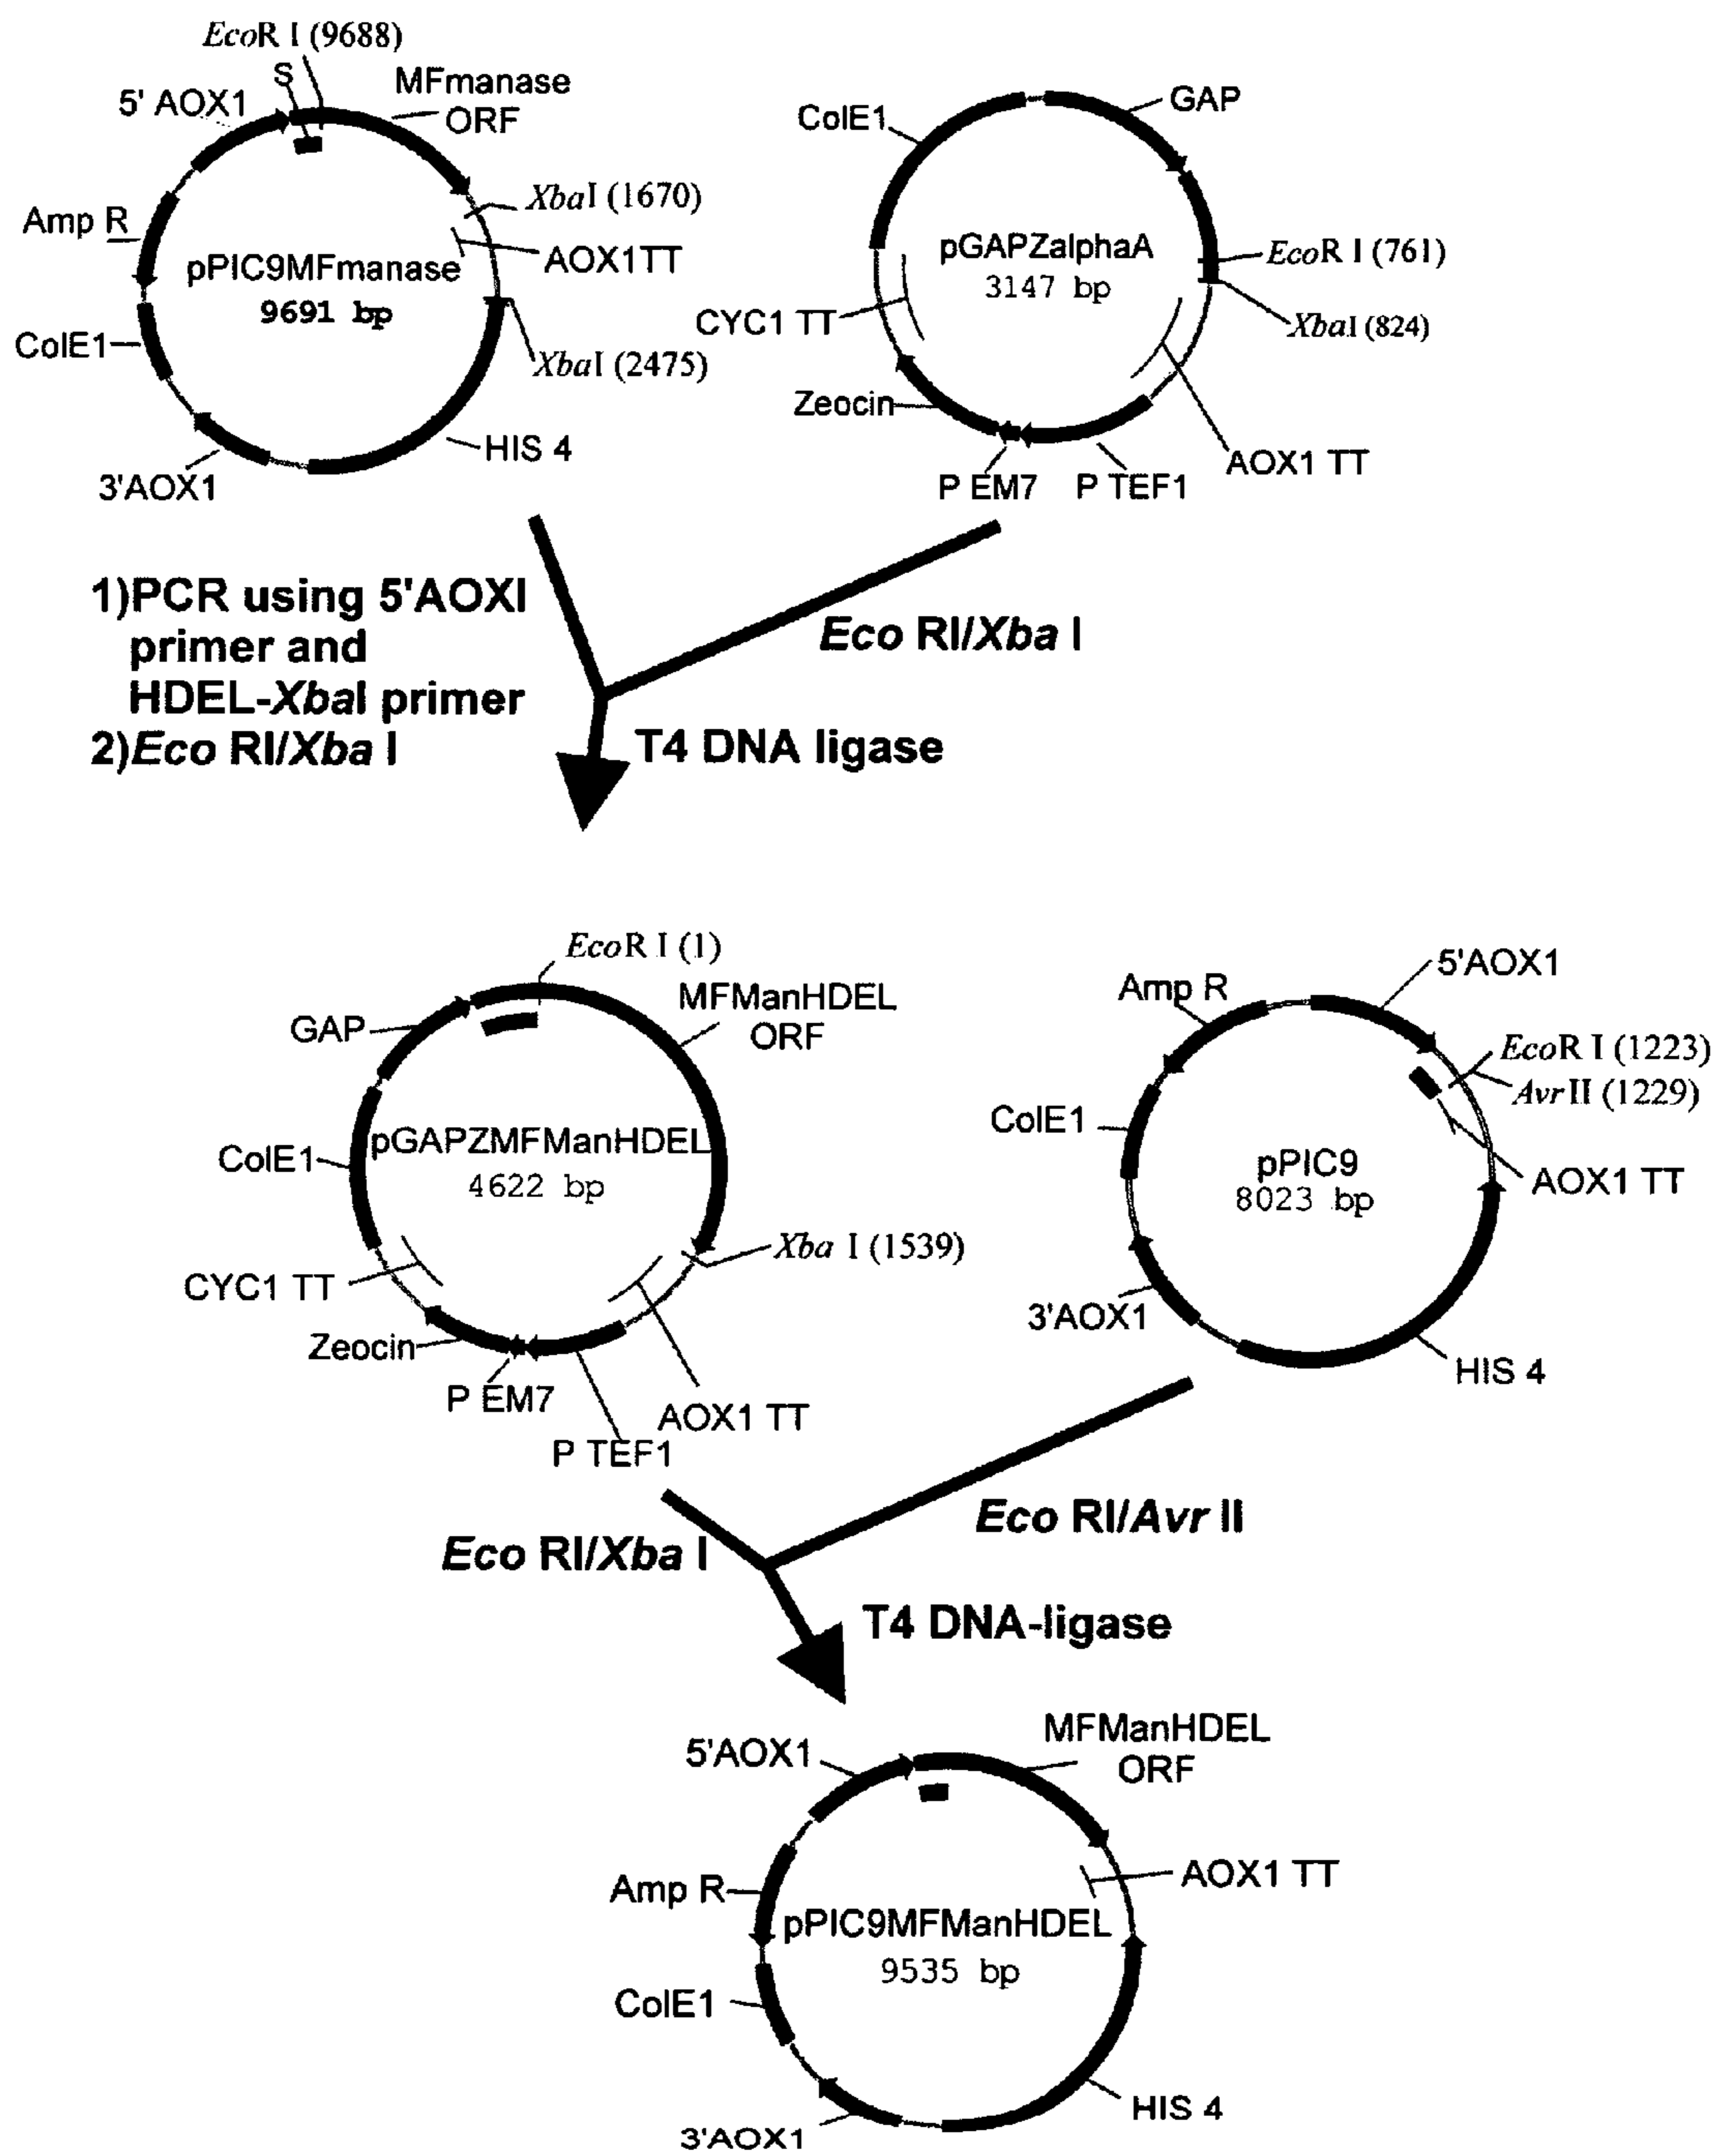 EcoR I (9688)
S
MFmanase
ORF
5' AOX1
XbaI (1670)
Amp R
AOX1TT
pPIC9MFmanase
9691 bp
ColE1
XbaI (2475)
HIS 4
3'AOX1
GAP
ColE1
pGAPZalphaA
3147 bp
EcoR I (761)
CYC1 TT
XbaI (824)
Zeocin
AOX1 TT
P EM7
P TEF1
1)PCR using 5'AOXI
primer and
HDEL-XbaI primer
2)Eco RI/Xba I
Eco RI/Xba I
T4 DNA ligase
EcoR I (1)
MFManHDEL
ORF
GAP
pGAPZMFManHDEL
4622 bp
ColE1
Xba I (1539)
CYC1 TT
Zeocin
P EM7
AOX1 TT
P TEF1
5'AOX1
Amp R
EcoR I (1223)
AvrII (1229)
ColE1
pPIC9
8023 bp
AOX1 TT
3'AOX1
HIS 4
Eco RI/Xba I
Eco RI/Avr II
T4 DNA-ligase
MFManHDEL
ORF
5'AOX1
AOX1 TT
Amp R
pPIC9MFManHDEL
9535 bp
ColE1
HIS 4
3'AOX1